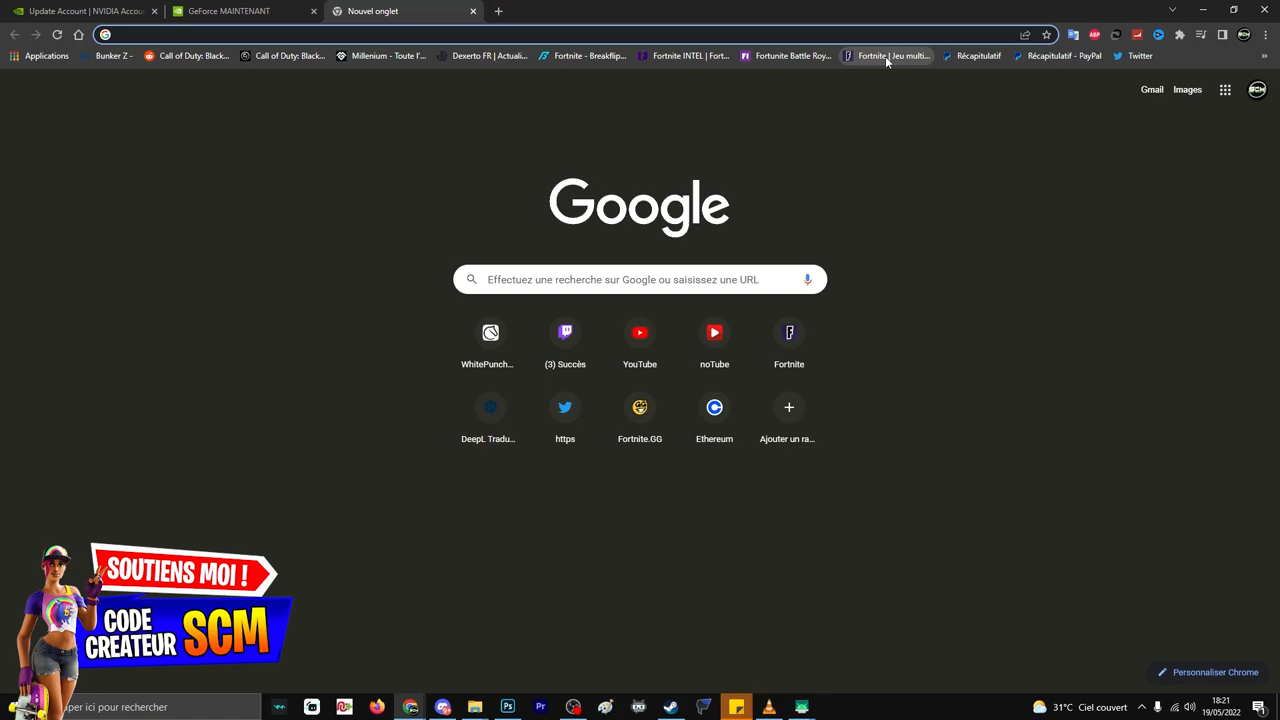 Update Account | NVIDIA Accou
GeForce MAINTENANT
Nouvel onglet
Applications
Bunker Z -
Call of Duty: Black...
Call of Duty: Black...
Millenium - Toute l'i...
Dexerto FR | Actuali...
Fortnite - Breakflip...
Fortnite INTEL | Fort...
Fortunite Battle Roy...
Fortnite | Jeu multi...
Récapitulatif
Récapitulatif - PayPal
Twitter
»
Gmail
Images
SCM
Google
Effectuez une recherche sur Google ou saisissez une URL
WhitePunch...
(3) Succès
YouTube
noTube
Fortnite
DeepL Tradu...
https
Fortnite.GG
Ethereum
Ajouter un ra...
SOUTIENS MOI !
CODE
CREATEUR SCM
Personnaliser Chrome
per ici pour rechercher
31°C Ciel couvert
18:21
19/05/2022